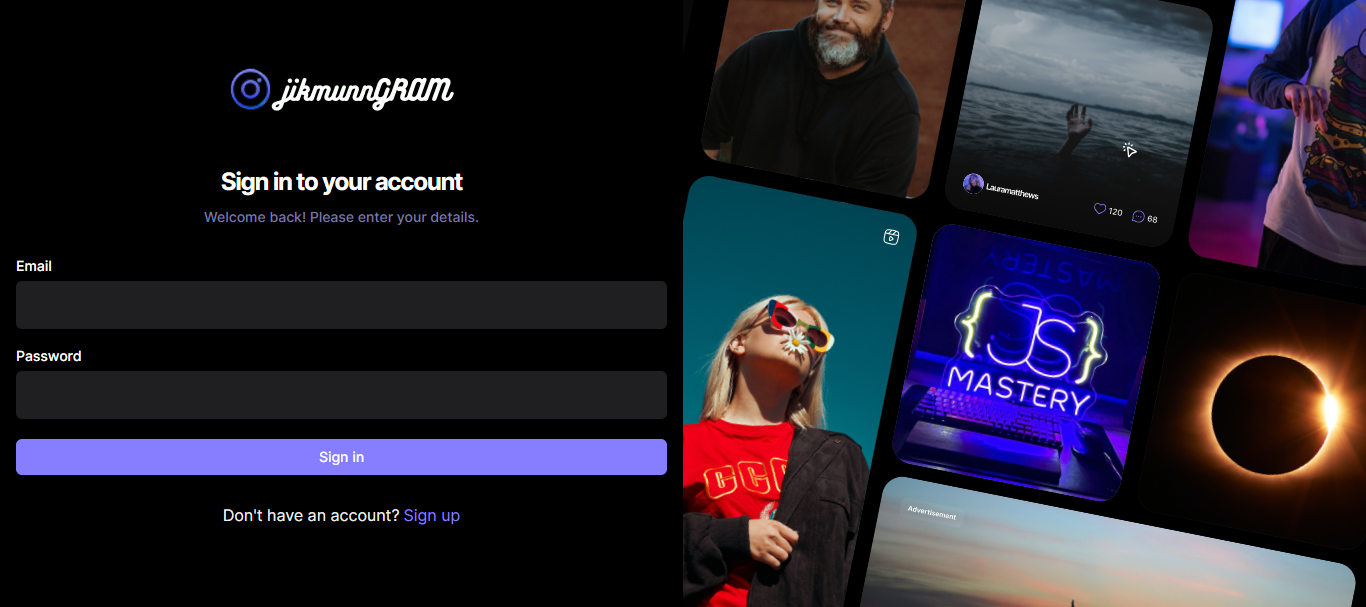 jikmunnGRAM
Sign in to your account
Welcome back! Please enter your details.
Email
Password
Sign in
Don't have an account? Sign up
Lauramatthews
120
68
MASTERY
{JS}
MASTERY
Advertisement